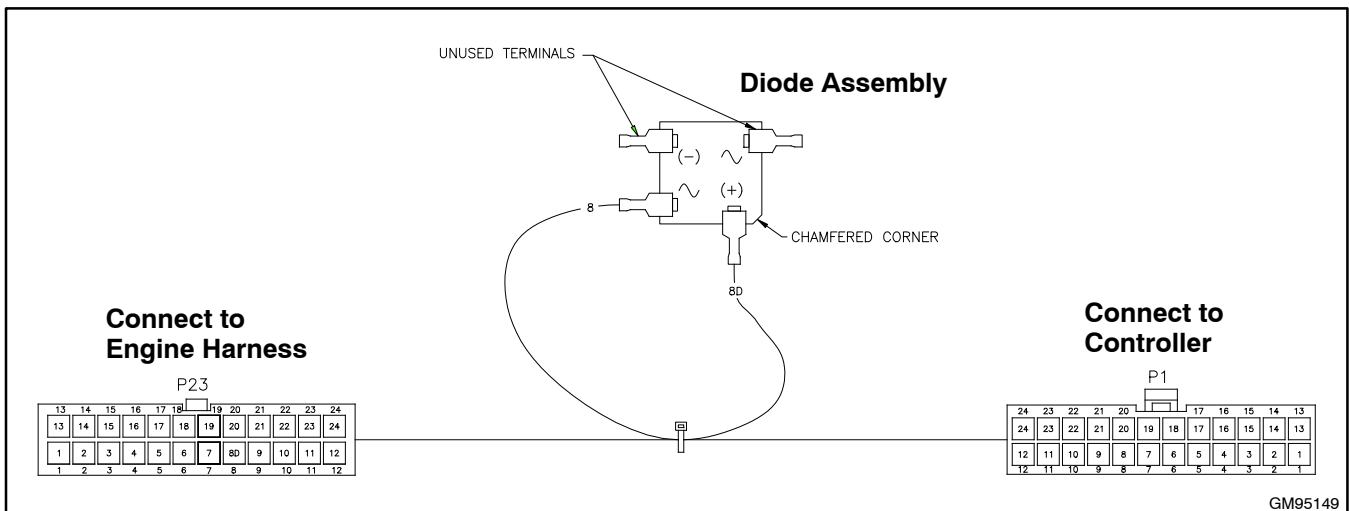 UNUSED TERMINALS
Diode Assembly
(-) ∿
∿ (+)
8
CHAMFERED CORNER
8D
Connect to
Engine Harness
P23
13 14 15 16 17 18 19 20 21 22 23 24
13 14 15 16 17 18 19 20 21 22 23 24
1 2 3 4 5 6 7 8D 9 10 11 12
1 2 3 4 5 6 7 8 9 10 11 12
Connect to
Controller
P1
24 23 22 21 20 17 16 15 14 13
24 23 22 21 20 19 18 17 16 15 14 13
12 11 10 9 8 7 6 5 4 3 2 1
12 11 10 9 8 7 6 5 4 3 2 1
GM95149